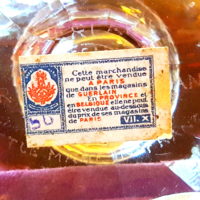 Cette marchandise
ne peut être vendue
A PARIS
que dans les magasins
de GUERLAIN
En PROVINCE et
en BELGIQUE elle ne peut
être vendue au-dessous
du prix de ses magasins
de PARIS
VII. X